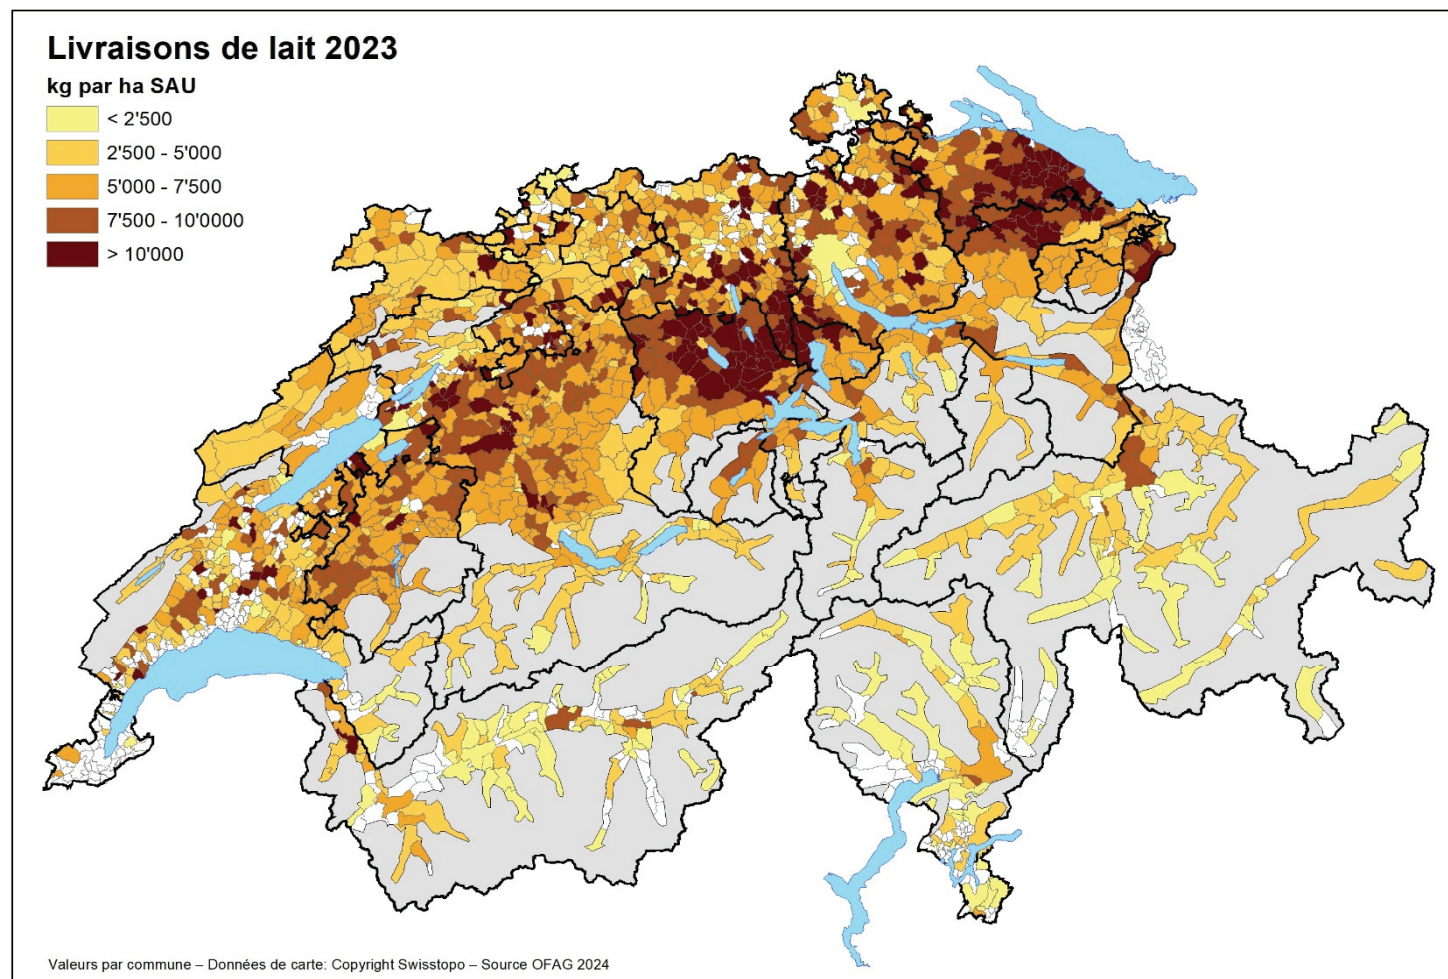 Livraisons de lait 2023
kg par ha SAU
< 2'500
2'500 - 5'000
5'000 - 7'500
7'500 - 10'0000
> 10'000
Valeurs par commune – Données de carte: Copyright Swisstopo – Source OFAG 2024